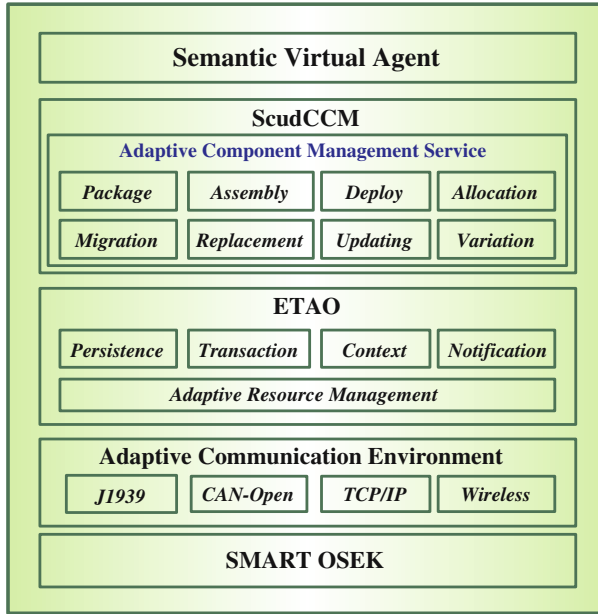 Semantic Virtual Agent
ScudCCM
Adaptive Component Management Service
Package Assembly Deploy Allocation
Migration Replacement Updating Variation
ETAO
Persistence Transaction Context Notification
Adaptive Resource Management
Adaptive Communication Environment
J1939 CAN-Open TCP/IP Wireless
SMART OSEK